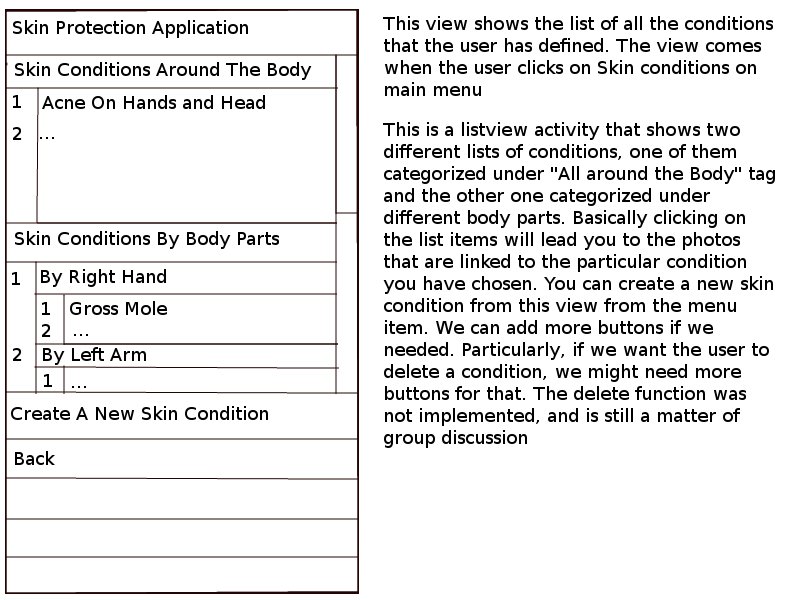 Skin Protection Application
Skin Conditions Around The Body
1 Acne On Hands and Head
2 ...
Skin Conditions By Body Parts
1 By Right Hand
1 Gross Mole
2 ...
2 By Left Arm
1 ...
Create A New Skin Condition
Back
This view shows the list of all the conditions
that the user has defined. The view comes
when the user clicks on Skin conditions on
main menu
This is a listview activity that shows two
different lists of conditions, one of them
categorized under "All around the Body" tag
and the other one categorized under
different body parts. Basically clicking on
the list items will lead you to the photos
that are linked to the particular condition
you have chosen. You can create a new skin
condition from this view from the menu
item. We can add more buttons if we
needed. Particularly, if we want the user to
delete a condition, we might need more
buttons for that. The delete function was
not implemented, and is still a matter of
group discussion